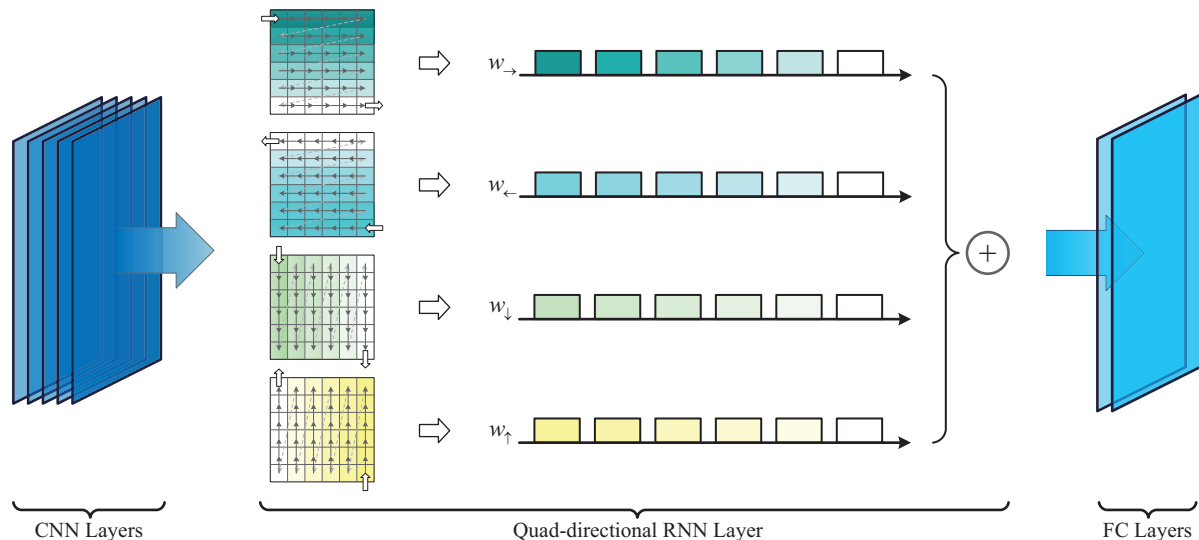 w→
w←
w↓
w↑
+
CNN Layers
Quad-directional RNN Layer
FC Layers